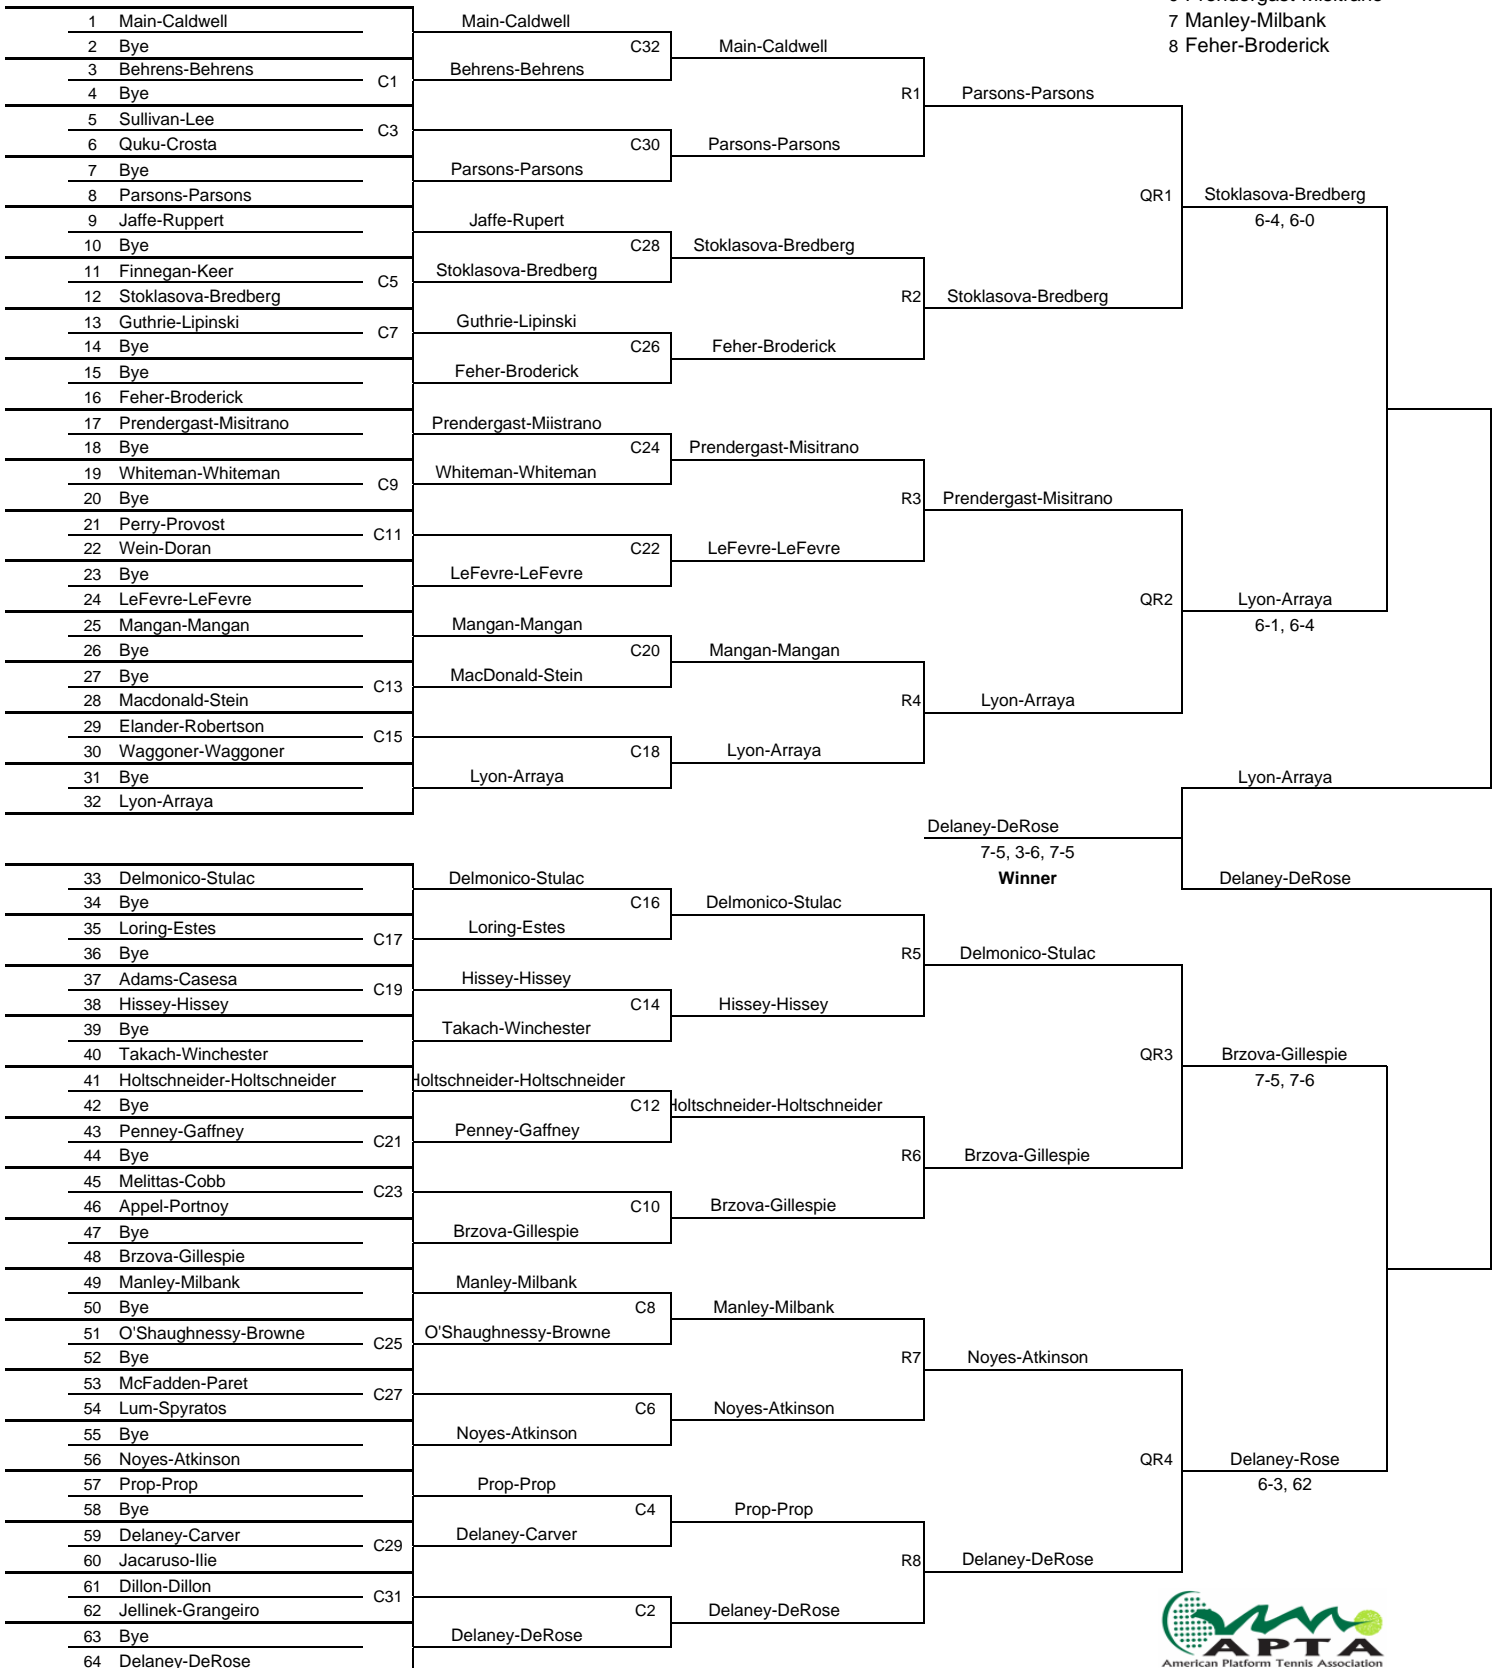 7 Manley-Milbank
8 Feher-Broderick
1 Main-Caldwell Main-Caldwell
2 Bye C32 Main-Caldwell
3 Behrens-Behrens C1 Behrens-Behrens
4 Bye R1 Parsons-Parsons
5 Sullivan-Lee C3
6 Quku-Crosta C30 Parsons-Parsons
7 Bye Parsons-Parsons
8 Parsons-Parsons QR1 Stoklasova-Bredberg
9 Jaffe-Ruppert Jaffe-Rupert 6-4, 6-0
10 Bye C28 Stoklasova-Bredberg
11 Finnegan-Keer C5 Stoklasova-Bredberg
12 Stoklasova-Bredberg R2 Stoklasova-Bredberg
13 Guthrie-Lipinski C7 Guthrie-Lipinski
14 Bye C26 Feher-Broderick
15 Bye Feher-Broderick
16 Feher-Broderick
17 Prendergast-Misitrano Prendergast-Miistrano
18 Bye C24 Prendergast-Misitrano
19 Whiteman-Whiteman C9 Whiteman-Whiteman
20 Bye R3 Prendergast-Misitrano
21 Perry-Provost C11
22 Wein-Doran C22 LeFevre-LeFevre
23 Bye LeFevre-LeFevre
24 LeFevre-LeFevre QR2 Lyon-Arraya
25 Mangan-Mangan Mangan-Mangan 6-1, 6-4
26 Bye C20 Mangan-Mangan
27 Bye C13 MacDonald-Stein
28 Macdonald-Stein R4 Lyon-Arraya
29 Elander-Robertson C15
30 Waggoner-Waggoner C18 Lyon-Arraya
31 Bye Lyon-Arraya Lyon-Arraya
32 Lyon-Arraya
Delaney-DeRose
7-5, 3-6, 7-5
33 Delmonico-Stulac Delmonico-Stulac Winner Delaney-DeRose
34 Bye C16 Delmonico-Stulac
35 Loring-Estes C17 Loring-Estes
36 Bye R5 Delmonico-Stulac
37 Adams-Casesa C19 Hissey-Hissey
38 Hissey-Hissey C14 Hissey-Hissey
39 Bye Takach-Winchester
40 Takach-Winchester QR3 Brzova-Gillespie
41 Holtschneider-Holtschneider Holtschneider-Holtschneider 7-5, 7-6
42 Bye C12 Holtschneider-Holtschneider
43 Penney-Gaffney C21 Penney-Gaffney
44 Bye R6 Brzova-Gillespie
45 Melittas-Cobb C23
46 Appel-Portnoy C10 Brzova-Gillespie
47 Bye Brzova-Gillespie
48 Brzova-Gillespie
49 Manley-Milbank Manley-Milbank
50 Bye C8 Manley-Milbank
51 O'Shaughnessy-Browne C25 O'Shaughnessy-Browne
52 Bye R7 Noyes-Atkinson
53 McFadden-Paret C27
54 Lum-Spyratos C6 Noyes-Atkinson
55 Bye Noyes-Atkinson
56 Noyes-Atkinson QR4 Delaney-Rose
57 Prop-Prop Prop-Prop 6-3, 62
58 Bye C4 Prop-Prop
59 Delaney-Carver C29 Delaney-Carver
60 Jacaruso-Ilie R8 Delaney-DeRose
61 Dillon-Dillon C31
62 Jellinek-Grangeiro C2 Delaney-DeRose
63 Bye Delaney-DeRose
64 Delaney-DeRose
APTA
American Platform Tennis Association